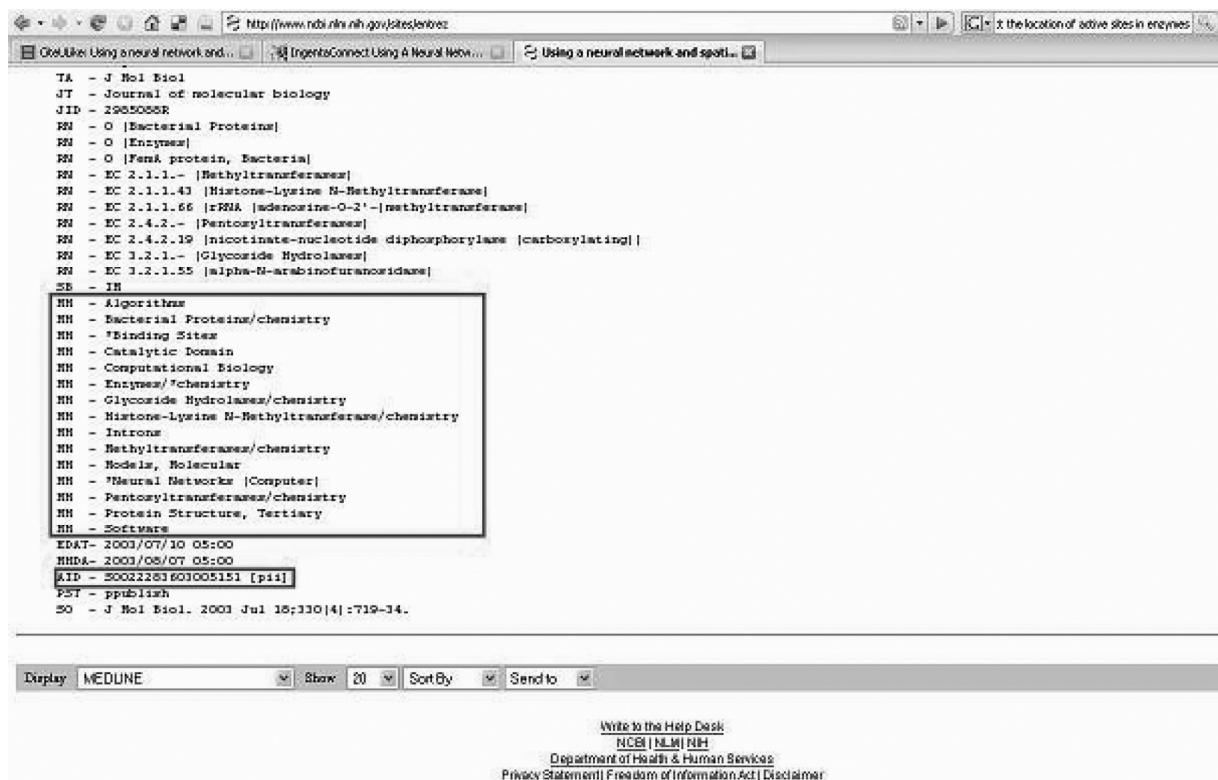 http://www.ncbi.nlm.nih.gov/sites/entrez
t the location of active sites in enzymes
CiteULike: Using a neural network and...
IngentaConnect Using A Neural Netw...
Using a neural network and spati...
TA - J Mol Biol
JT - Journal of molecular biology
JID - 2985088R
RN - 0 (Bacterial Proteins)
RN - 0 (Enzymes)
RN - 0 (FemA protein, Bacteria)
RN - EC 2.1.1.- (Methyltransferases)
RN - EC 2.1.1.43 (Histone-Lysine N-Methyltransferase)
RN - EC 2.1.1.66 (rRNA (adenosine-O-2'-)methyltransferase)
RN - EC 2.4.2.- (Pentosyltransferases)
RN - EC 2.4.2.19 (nicotinate-nucleotide diphosphorylase (carboxylating))
RN - EC 3.2.1.- (Glycoside Hydrolases)
RN - EC 3.2.1.55 (alpha-N-arabinofuranosidase)
SB - IM
MH - Algorithms
MH - Bacterial Proteins/chemistry
MH - *Binding Sites
MH - Catalytic Domain
MH - Computational Biology
MH - Enzymes/*chemistry
MH - Glycoside Hydrolases/chemistry
MH - Histone-Lysine N-Methyltransferase/chemistry
MH - Introns
MH - Methyltransferases/chemistry
MH - Models, Molecular
MH - *Neural Networks (Computer)
MH - Pentosyltransferases/chemistry
MH - Protein Structure, Tertiary
MH - Software
EDAT- 2003/07/10 05:00
MHDA- 2003/08/07 05:00
AID - S0022283603005151 [pii]
PST - ppublish
SO - J Mol Biol. 2003 Jul 18;330(4):719-34.
Display MEDLINE Show 20 Sort By Send to
Write to the Help Desk
NCBI | NLM | NIH
Department of Health & Human Services
Privacy Statement | Freedom of Information Act | Disclaimer